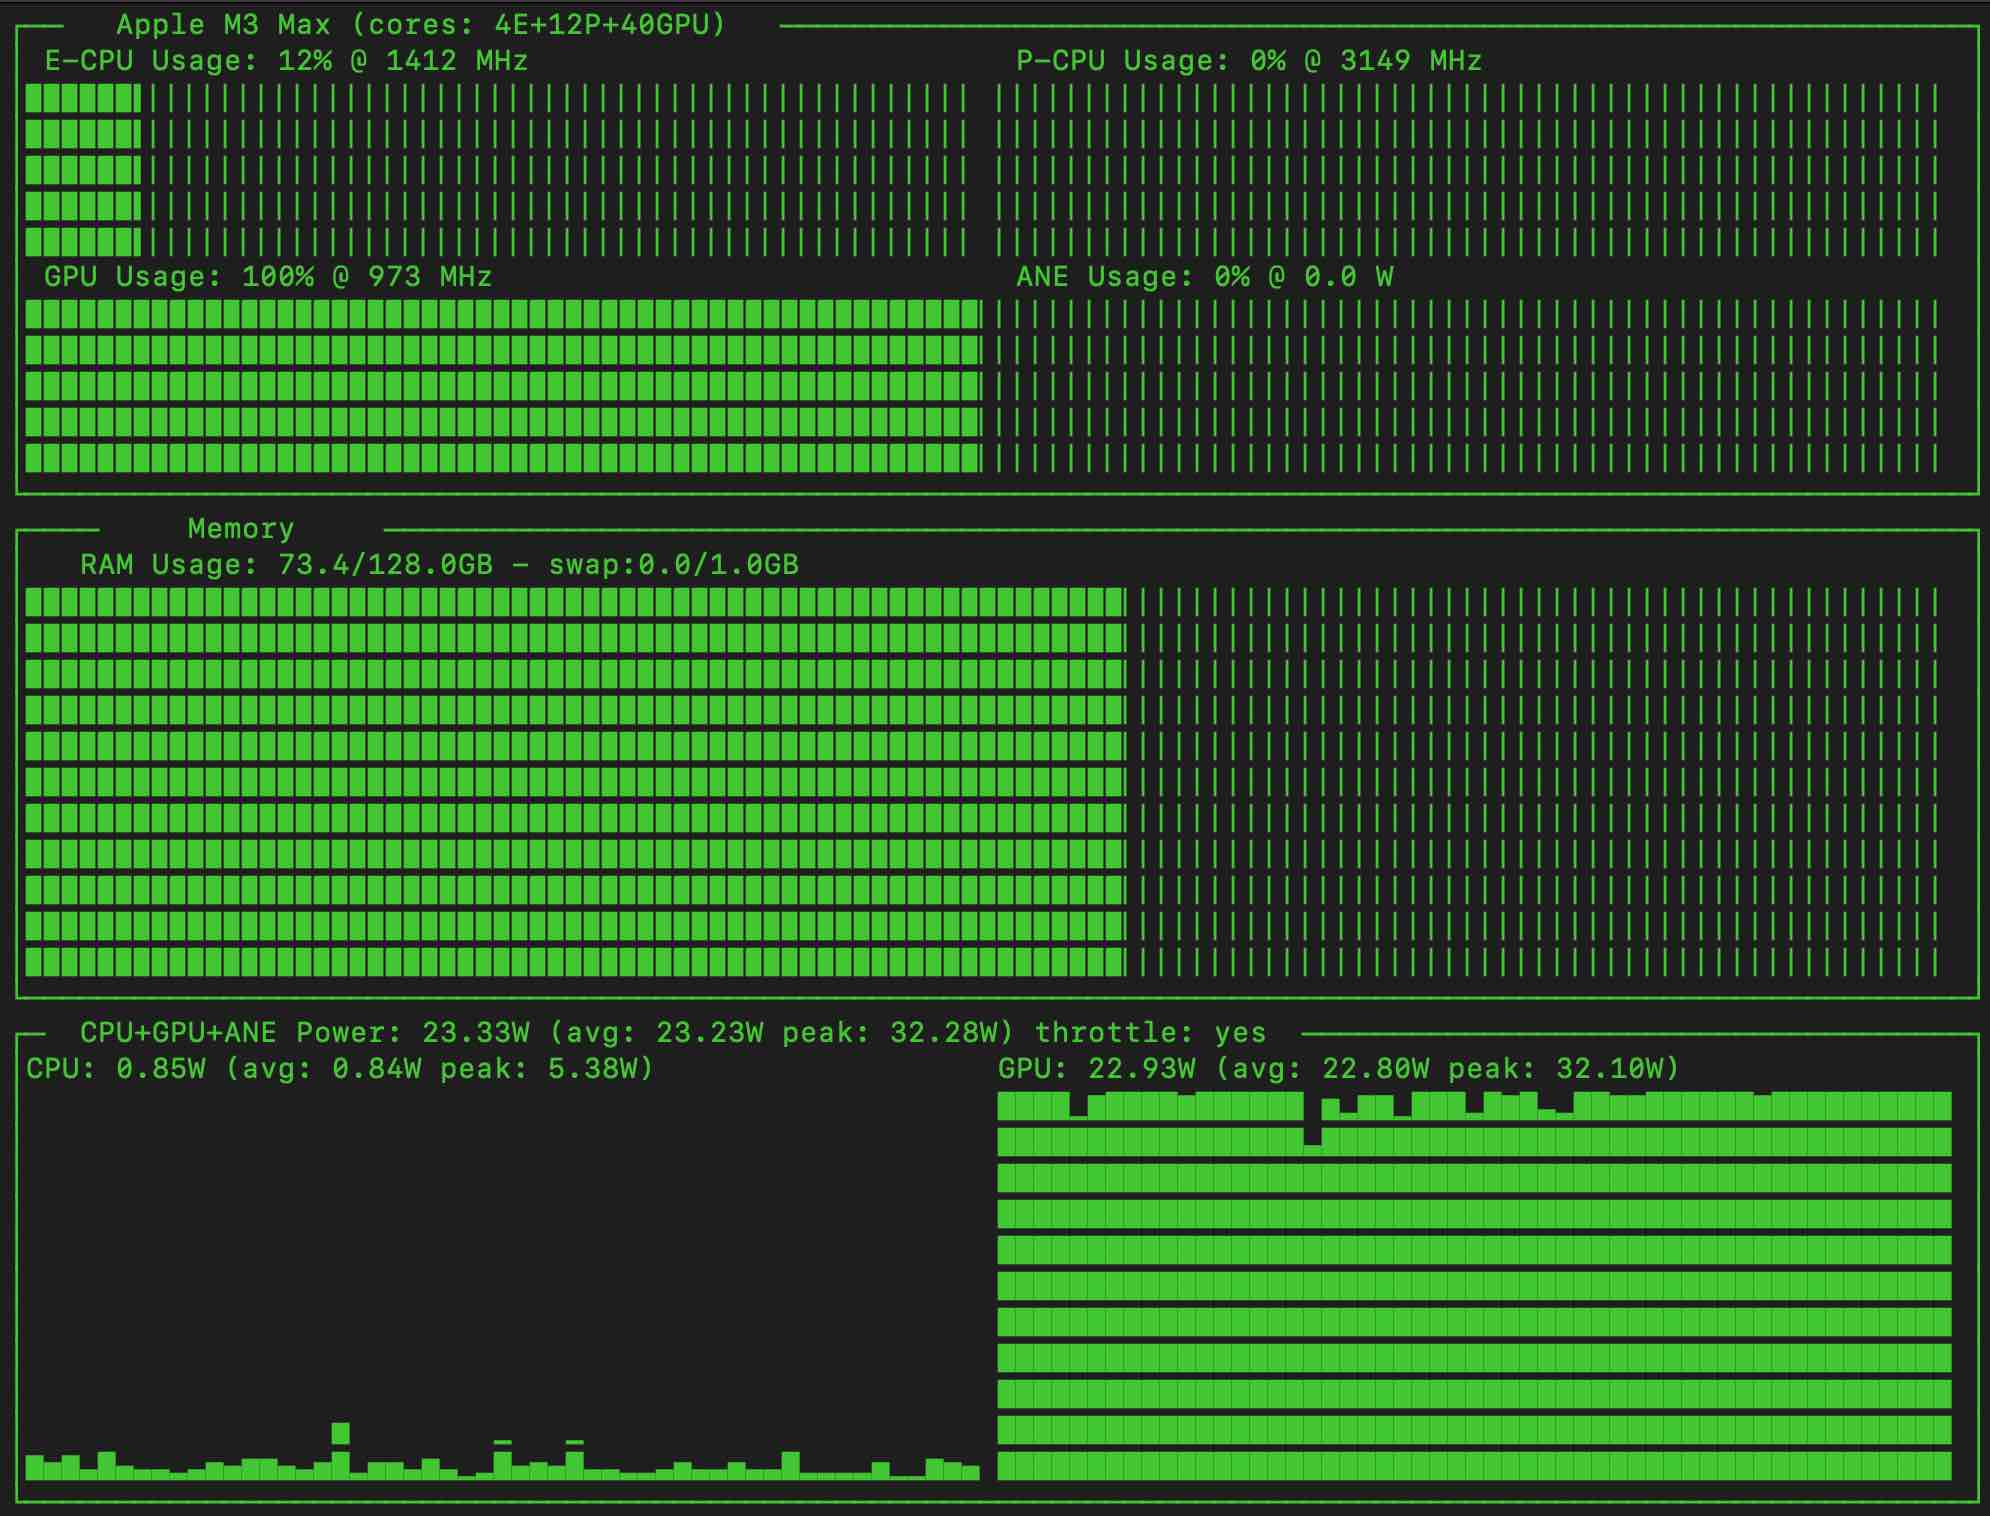 Apple M3 Max (cores: 4E+12P+40GPU)
E-CPU Usage: 12% @ 1412 MHz
P-CPU Usage: 0% @ 3149 MHz
GPU Usage: 100% @ 973 MHz
ANE Usage: 0% @ 0.0 W
Memory
RAM Usage: 73.4/128.0GB - swap:0.0/1.0GB
CPU+GPU+ANE Power: 23.33W (avg: 23.23W peak: 32.28W) throttle: yes
CPU: 0.85W (avg: 0.84W peak: 5.38W)
GPU: 22.93W (avg: 22.80W peak: 32.10W)